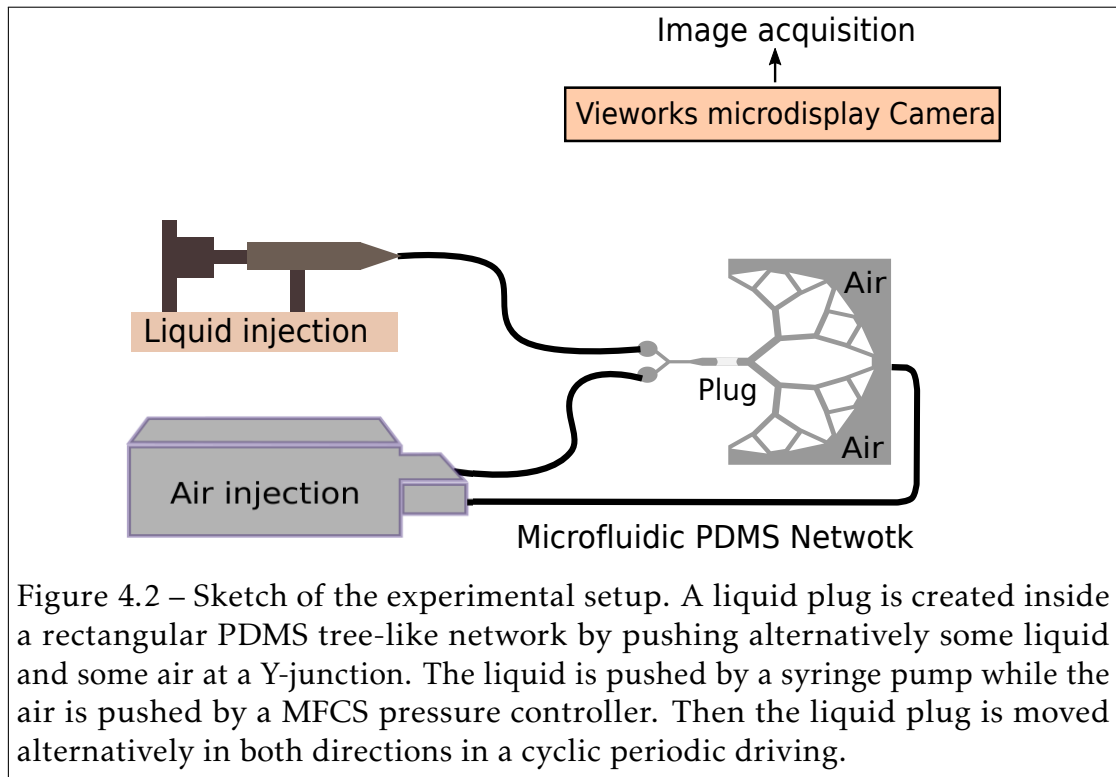 Image acquisition
Vieworks microdisplay Camera
Liquid injection
Air
Plug
Air
Air injection
Microfluidic PDMS Netwotk
Figure 4.2 – Sketch of the experimental setup. A liquid plug is created inside
a rectangular PDMS tree-like network by pushing alternatively some liquid
and some air at a Y-junction. The liquid is pushed by a syringe pump while the
air is pushed by a MFCS pressure controller. Then the liquid plug is moved
alternatively in both directions in a cyclic periodic driving.